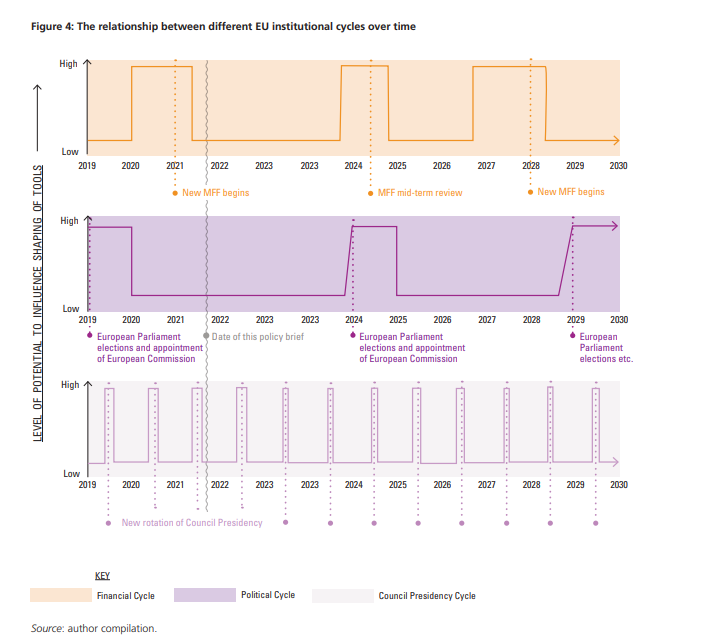 Figure 4: The relationship between different EU institutional cycles over time
LEVEL OF POTENTIAL TO INFLUENCE SHAPING OF TOOLS
High
Low
2019 2020 2021 2022 2023 2023 2024 2025 2026 2027 2028 2029 2030
New MFF begins
MFF mid-term review
New MFF begins
High
Low
2019 2020 2021 2022 2023 2023 2024 2025 2026 2027 2028 2029 2030
European Parliament
elections and appointment
of European Commission
Date of this policy brief
European Parliament
elections and appointment
of European Commission
European
Parliament
elections etc.
High
Low
2019 2020 2021 2022 2023 2023 2024 2025 2026 2027 2028 2029 2030
New rotation of Council Presidency
KEY
Financial Cycle
Political Cycle
Council Presidency Cycle
Source: author compilation.